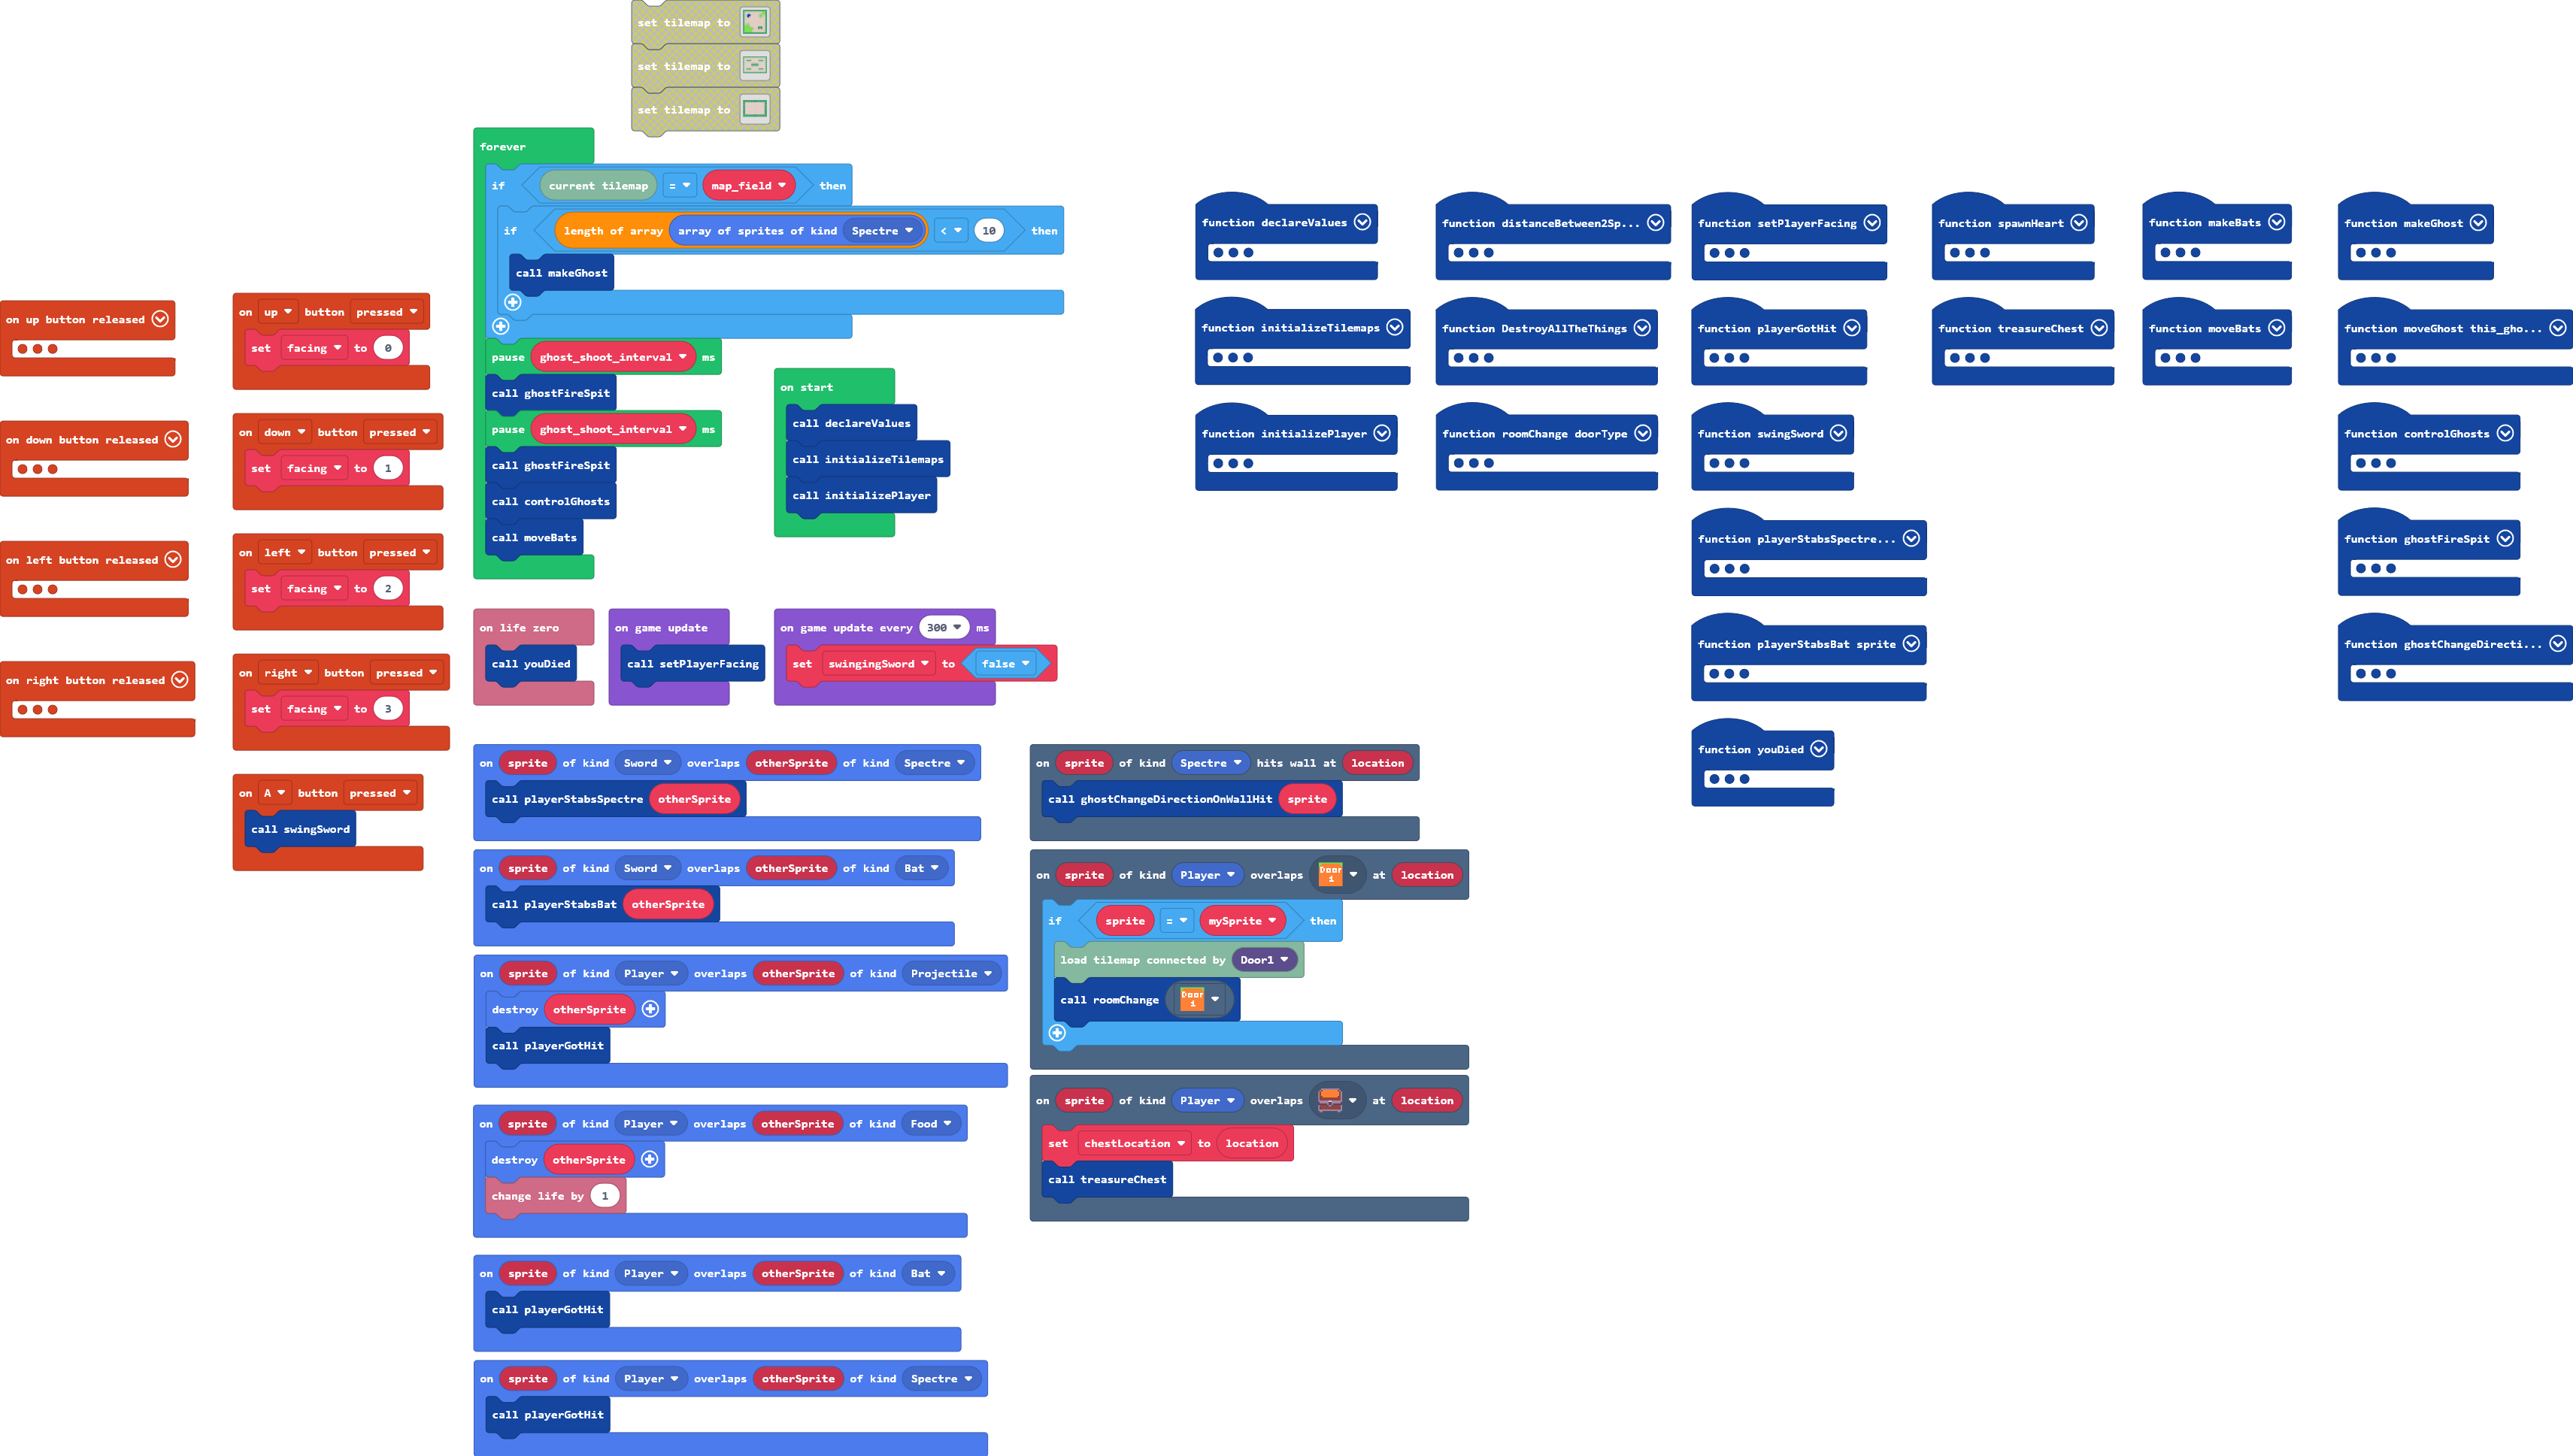 set tilemap to
set tilemap to
set tilemap to
forever
if current tilemap = map_field then
if length of array array of sprites of kind Spectre < 10 then
call makeGhost
pause ghost_shoot_interval ms
call ghostFireSpit
pause ghost_shoot_interval ms
call ghostFireSpit
call controlGhosts
call moveBats
on start
call declareValues
call initializeTilemaps
call initializePlayer
on up button released
on down button released
on left button released
on right button released
on up button pressed
set facing to 0
on down button pressed
set facing to 1
on left button pressed
set facing to 2
on right button pressed
set facing to 3
on A button pressed
call swingSword
on life zero
call youDied
on game update
call setPlayerFacing
on game update every 300 ms
set swingingSword to false
on sprite of kind Sword overlaps otherSprite of kind Spectre
call playerStabsSpectre otherSprite
on sprite of kind Sword overlaps otherSprite of kind Bat
call playerStabsBat otherSprite
on sprite of kind Player overlaps otherSprite of kind Projectile
destroy otherSprite
call playerGotHit
on sprite of kind Player overlaps otherSprite of kind Food
destroy otherSprite
change life by 1
on sprite of kind Player overlaps otherSprite of kind Bat
call playerGotHit
on sprite of kind Player overlaps otherSprite of kind Spectre
call playerGotHit
on sprite of kind Spectre hits wall at location
call ghostChangeDirectionOnWallHit sprite
on sprite of kind Player overlaps Door 1 at location
if sprite = mySprite then
load tilemap connected by Door1
call roomChange Door 1
on sprite of kind Player overlaps at location
set chestLocation to location
call treasureChest
function declareValues
function initializeTilemaps
function initializePlayer
function distanceBetween2Sp...
function DestroyAllTheThings
function roomChange doorType
function setPlayerFacing
function playerGotHit
function swingSword
function playerStabsSpectre...
function playerStabsBat sprite
function youDied
function spawnHeart
function treasureChest
function makeBats
function moveBats
function makeGhost
function moveGhost this_gho...
function controlGhosts
function ghostFireSpit
function ghostChangeDirecti...